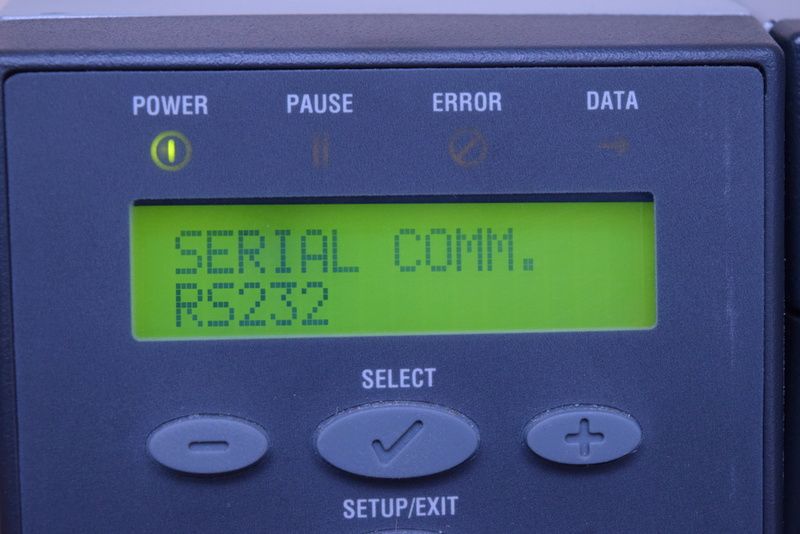 POWER PAUSE ERROR DATA
SERIAL COMM.
RS232
SELECT
SETUP/EXIT